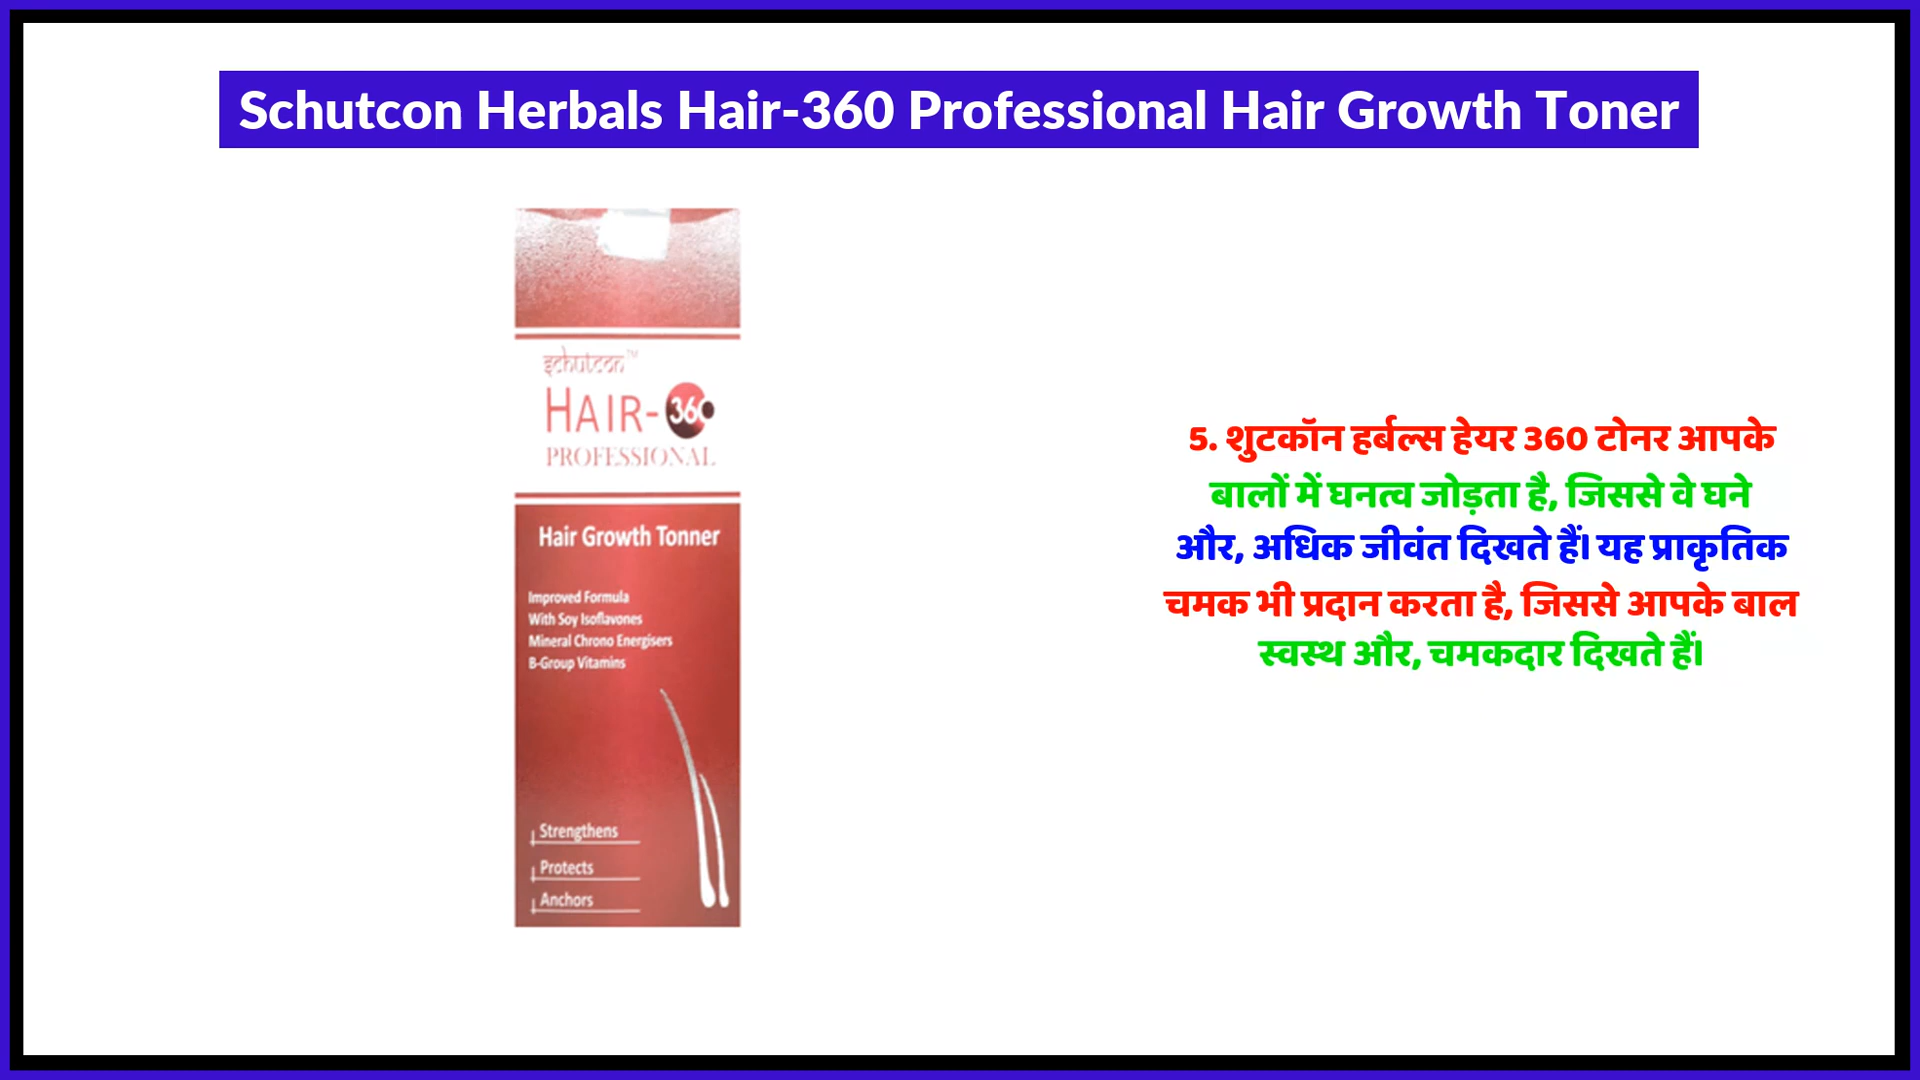 Schutcon Herbals Hair-360 Professional Hair Growth Toner
schutcon™
HAIR-360
PROFESSIONAL
Hair Growth Tonner
Improved Formula
With Soy Isoflavones
Mineral Chrono Energisers
B-Group Vitamins
Strengthens
Protects
Anchors
5. शुटकॉन हर्बल्स हेयर 360 टोनर आपके
बालों में घनत्व जोड़ता है, जिससे वे घने
और, अधिक जीवंत दिखते हैं। यह प्राकृतिक
चमक भी प्रदान करता है, जिससे आपके बाल
स्वस्थ और, चमकदार दिखते हैं।